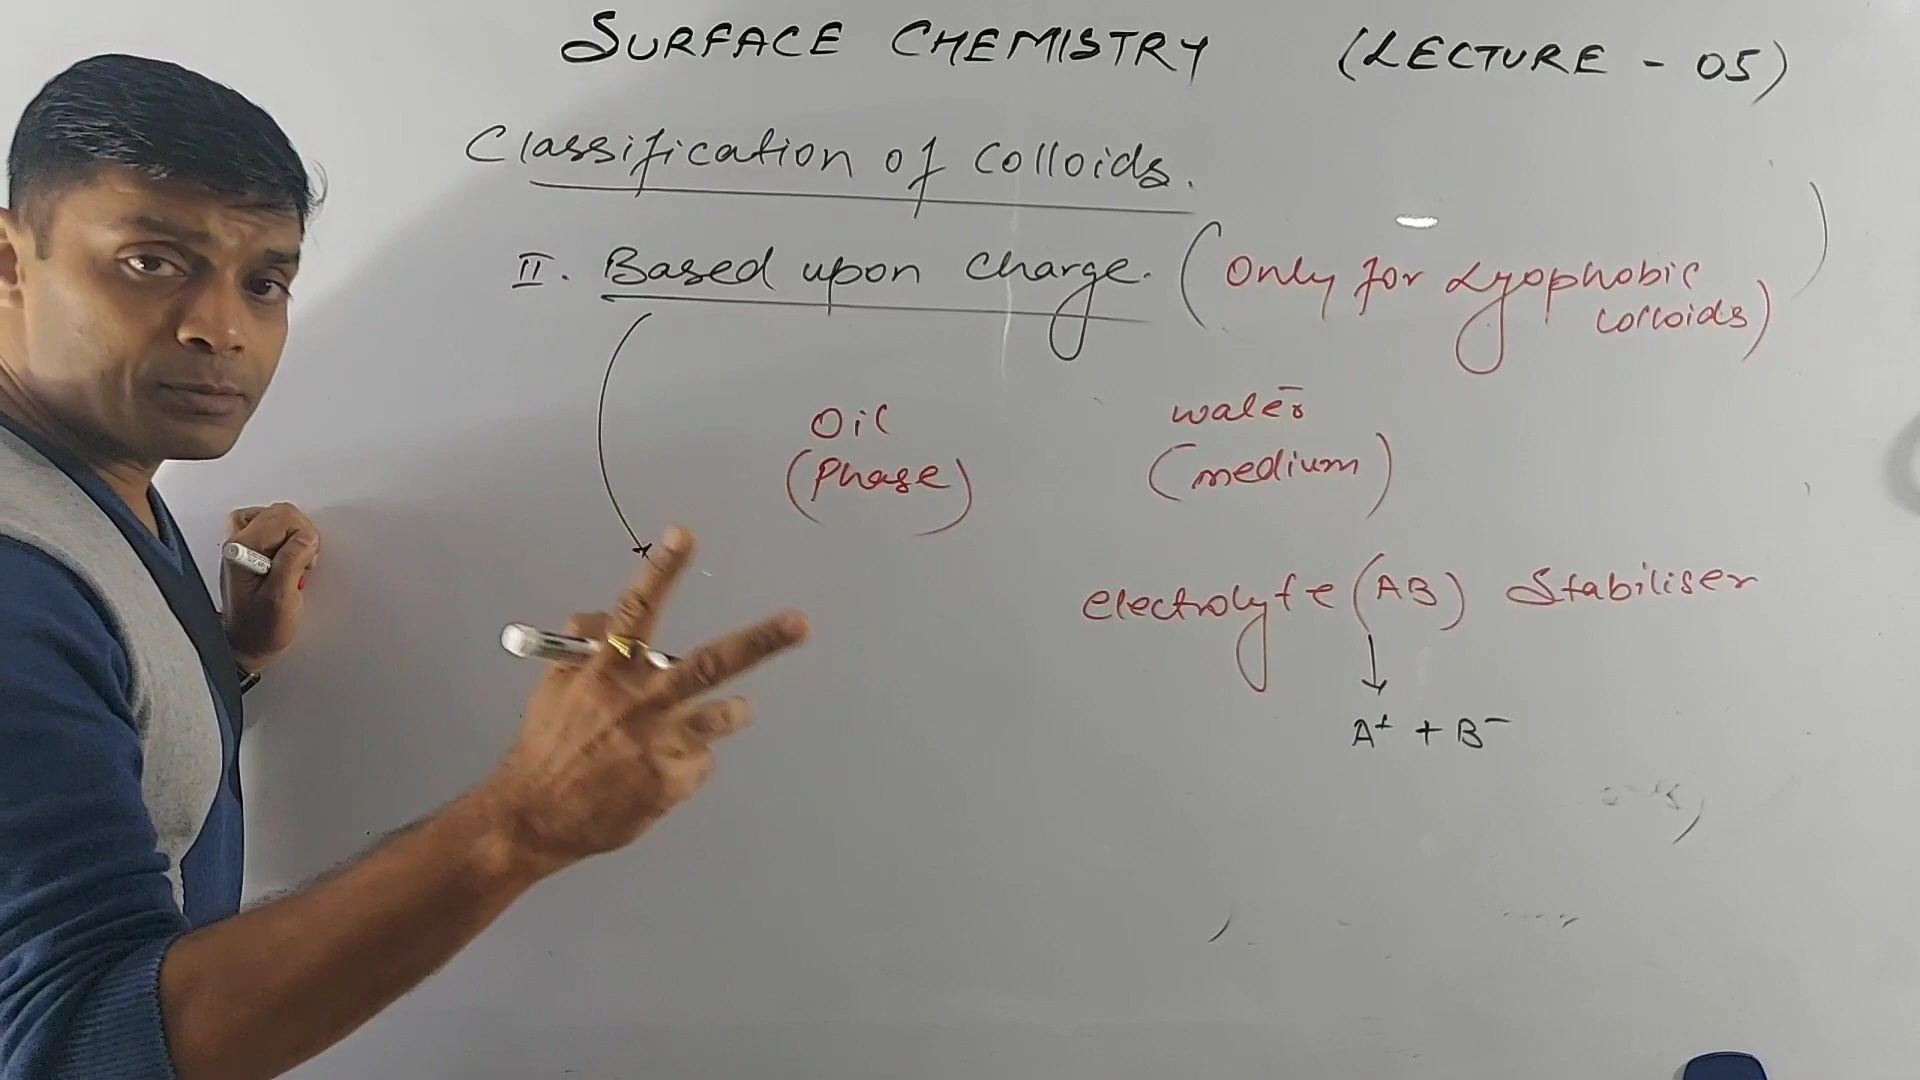 SURFACE CHEMISTRY (LECTURE - 05)
Classification of Colloids.
II. Based upon charge. (Only for Lyophobic
colloids)
Oil water
(Phase) (medium)
electrolyte (AB) Stabiliser
A⁺ + B⁻